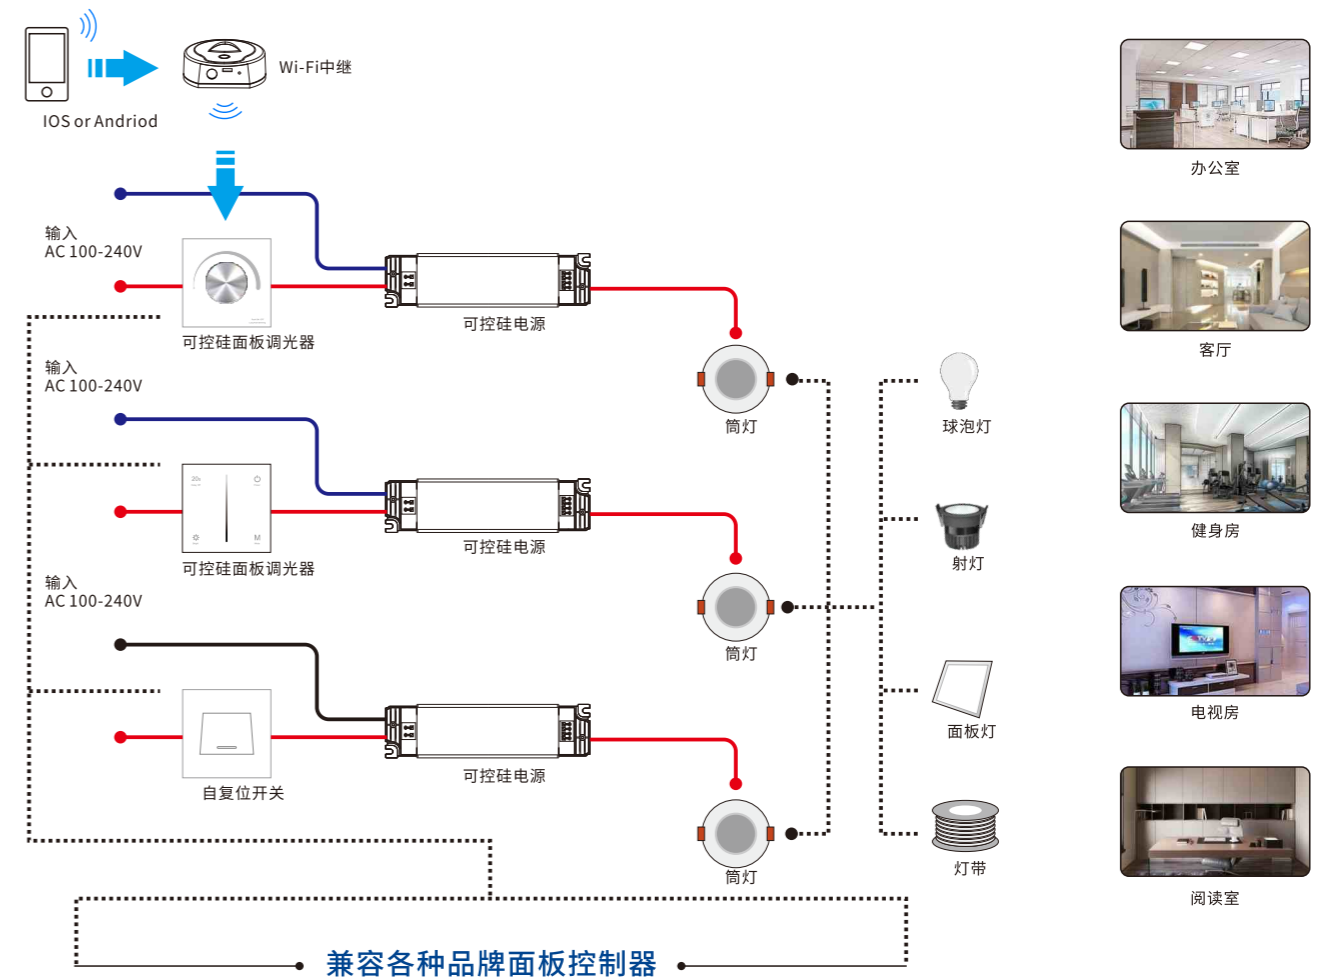 Wi-Fi中继
IOS or Andriod
输入
AC 100-240V
可控硅面板调光器
可控硅电源
筒灯
输入
AC 100-240V
20s
M
可控硅面板调光器
可控硅电源
筒灯
输入
AC 100-240V
自复位开关
可控硅电源
筒灯
球泡灯
射灯
面板灯
灯带
办公室
客厅
健身房
电视房
阅读室
兼容各种品牌面板控制器